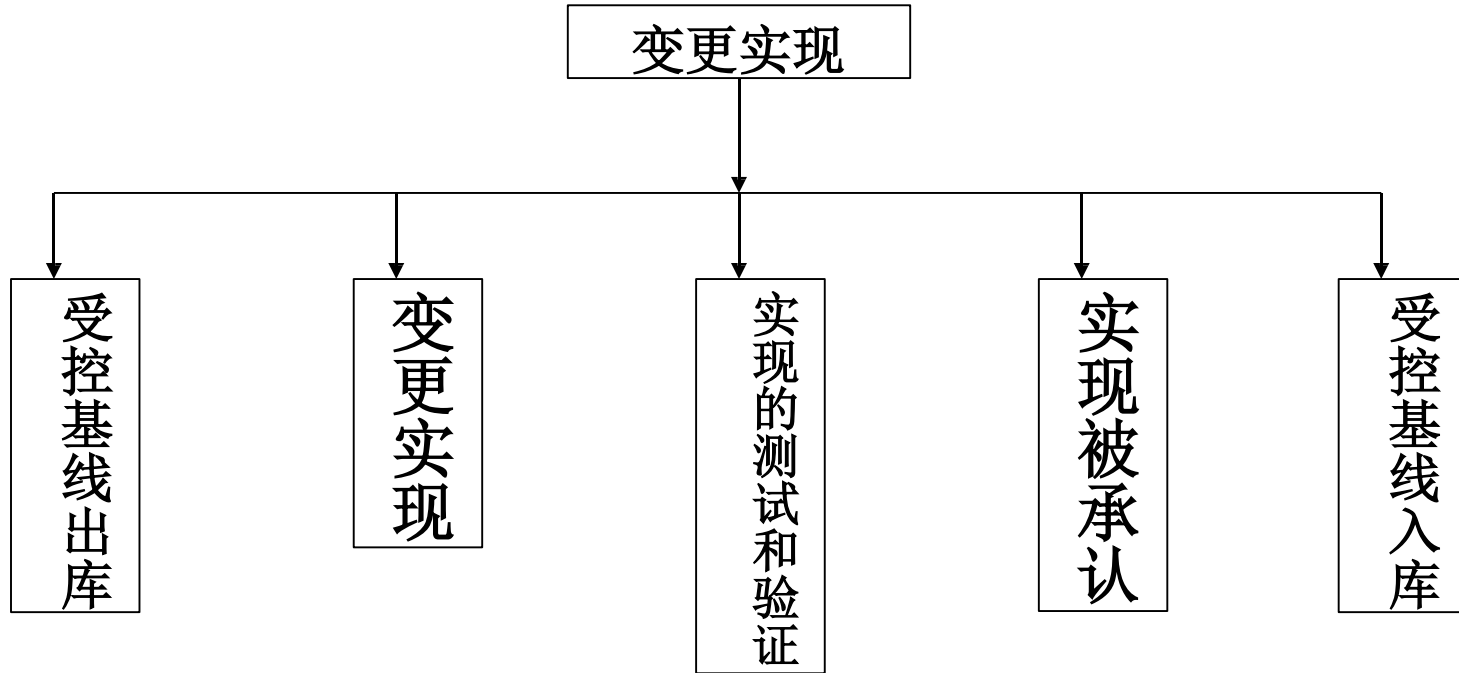 变更实现
受控基线出库
变更实现
实现的测试和验证
实现被承认
受控基线入库